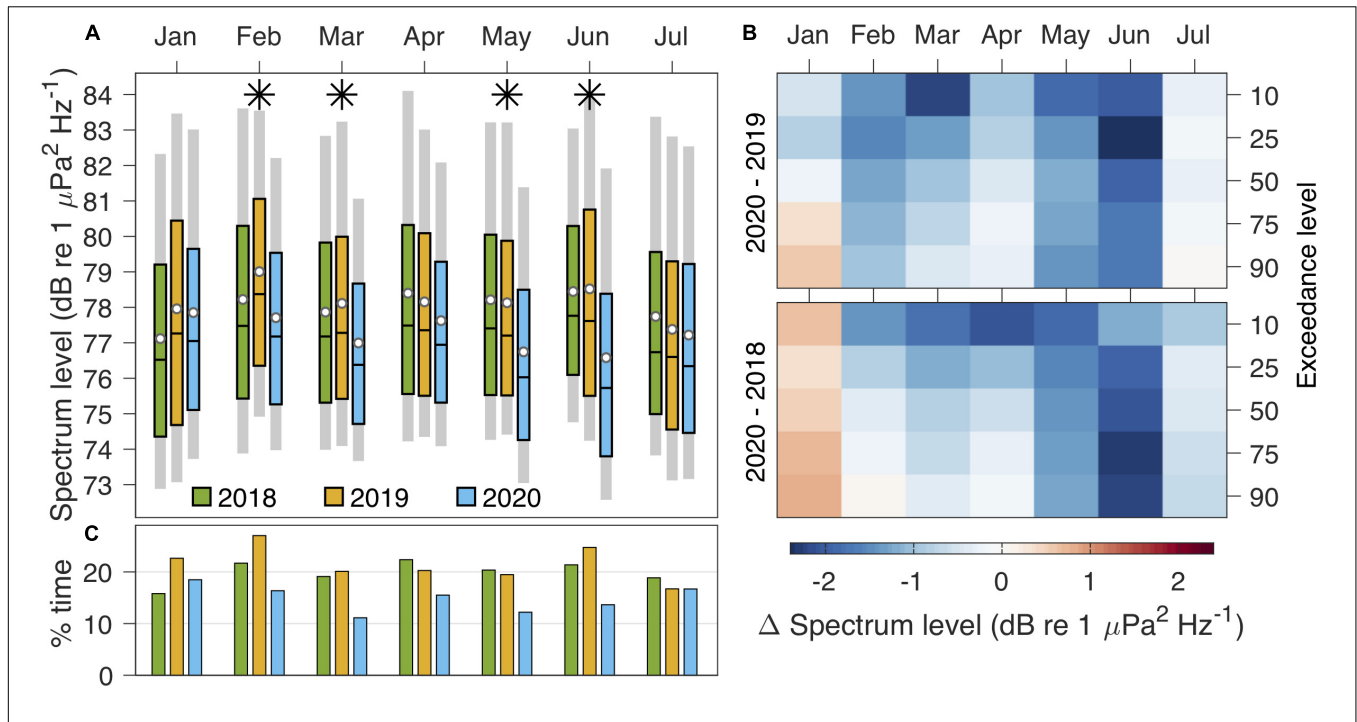 A
Jan Feb Mar Apr May Jun Jul
Spectrum level (dB re 1 μPa² Hz⁻¹)
84
83
82
81
80
79
78
77
76
75
74
73
2018 2019 2020
C
% time
20
10
0
B
Jan Feb Mar Apr May Jun Jul
2020 - 2019
10
25
50
75
90
Exceedance level
2020 - 2018
10
25
50
75
90
-2 -1 0 1 2
Δ Spectrum level (dB re 1 μPa² Hz⁻¹)